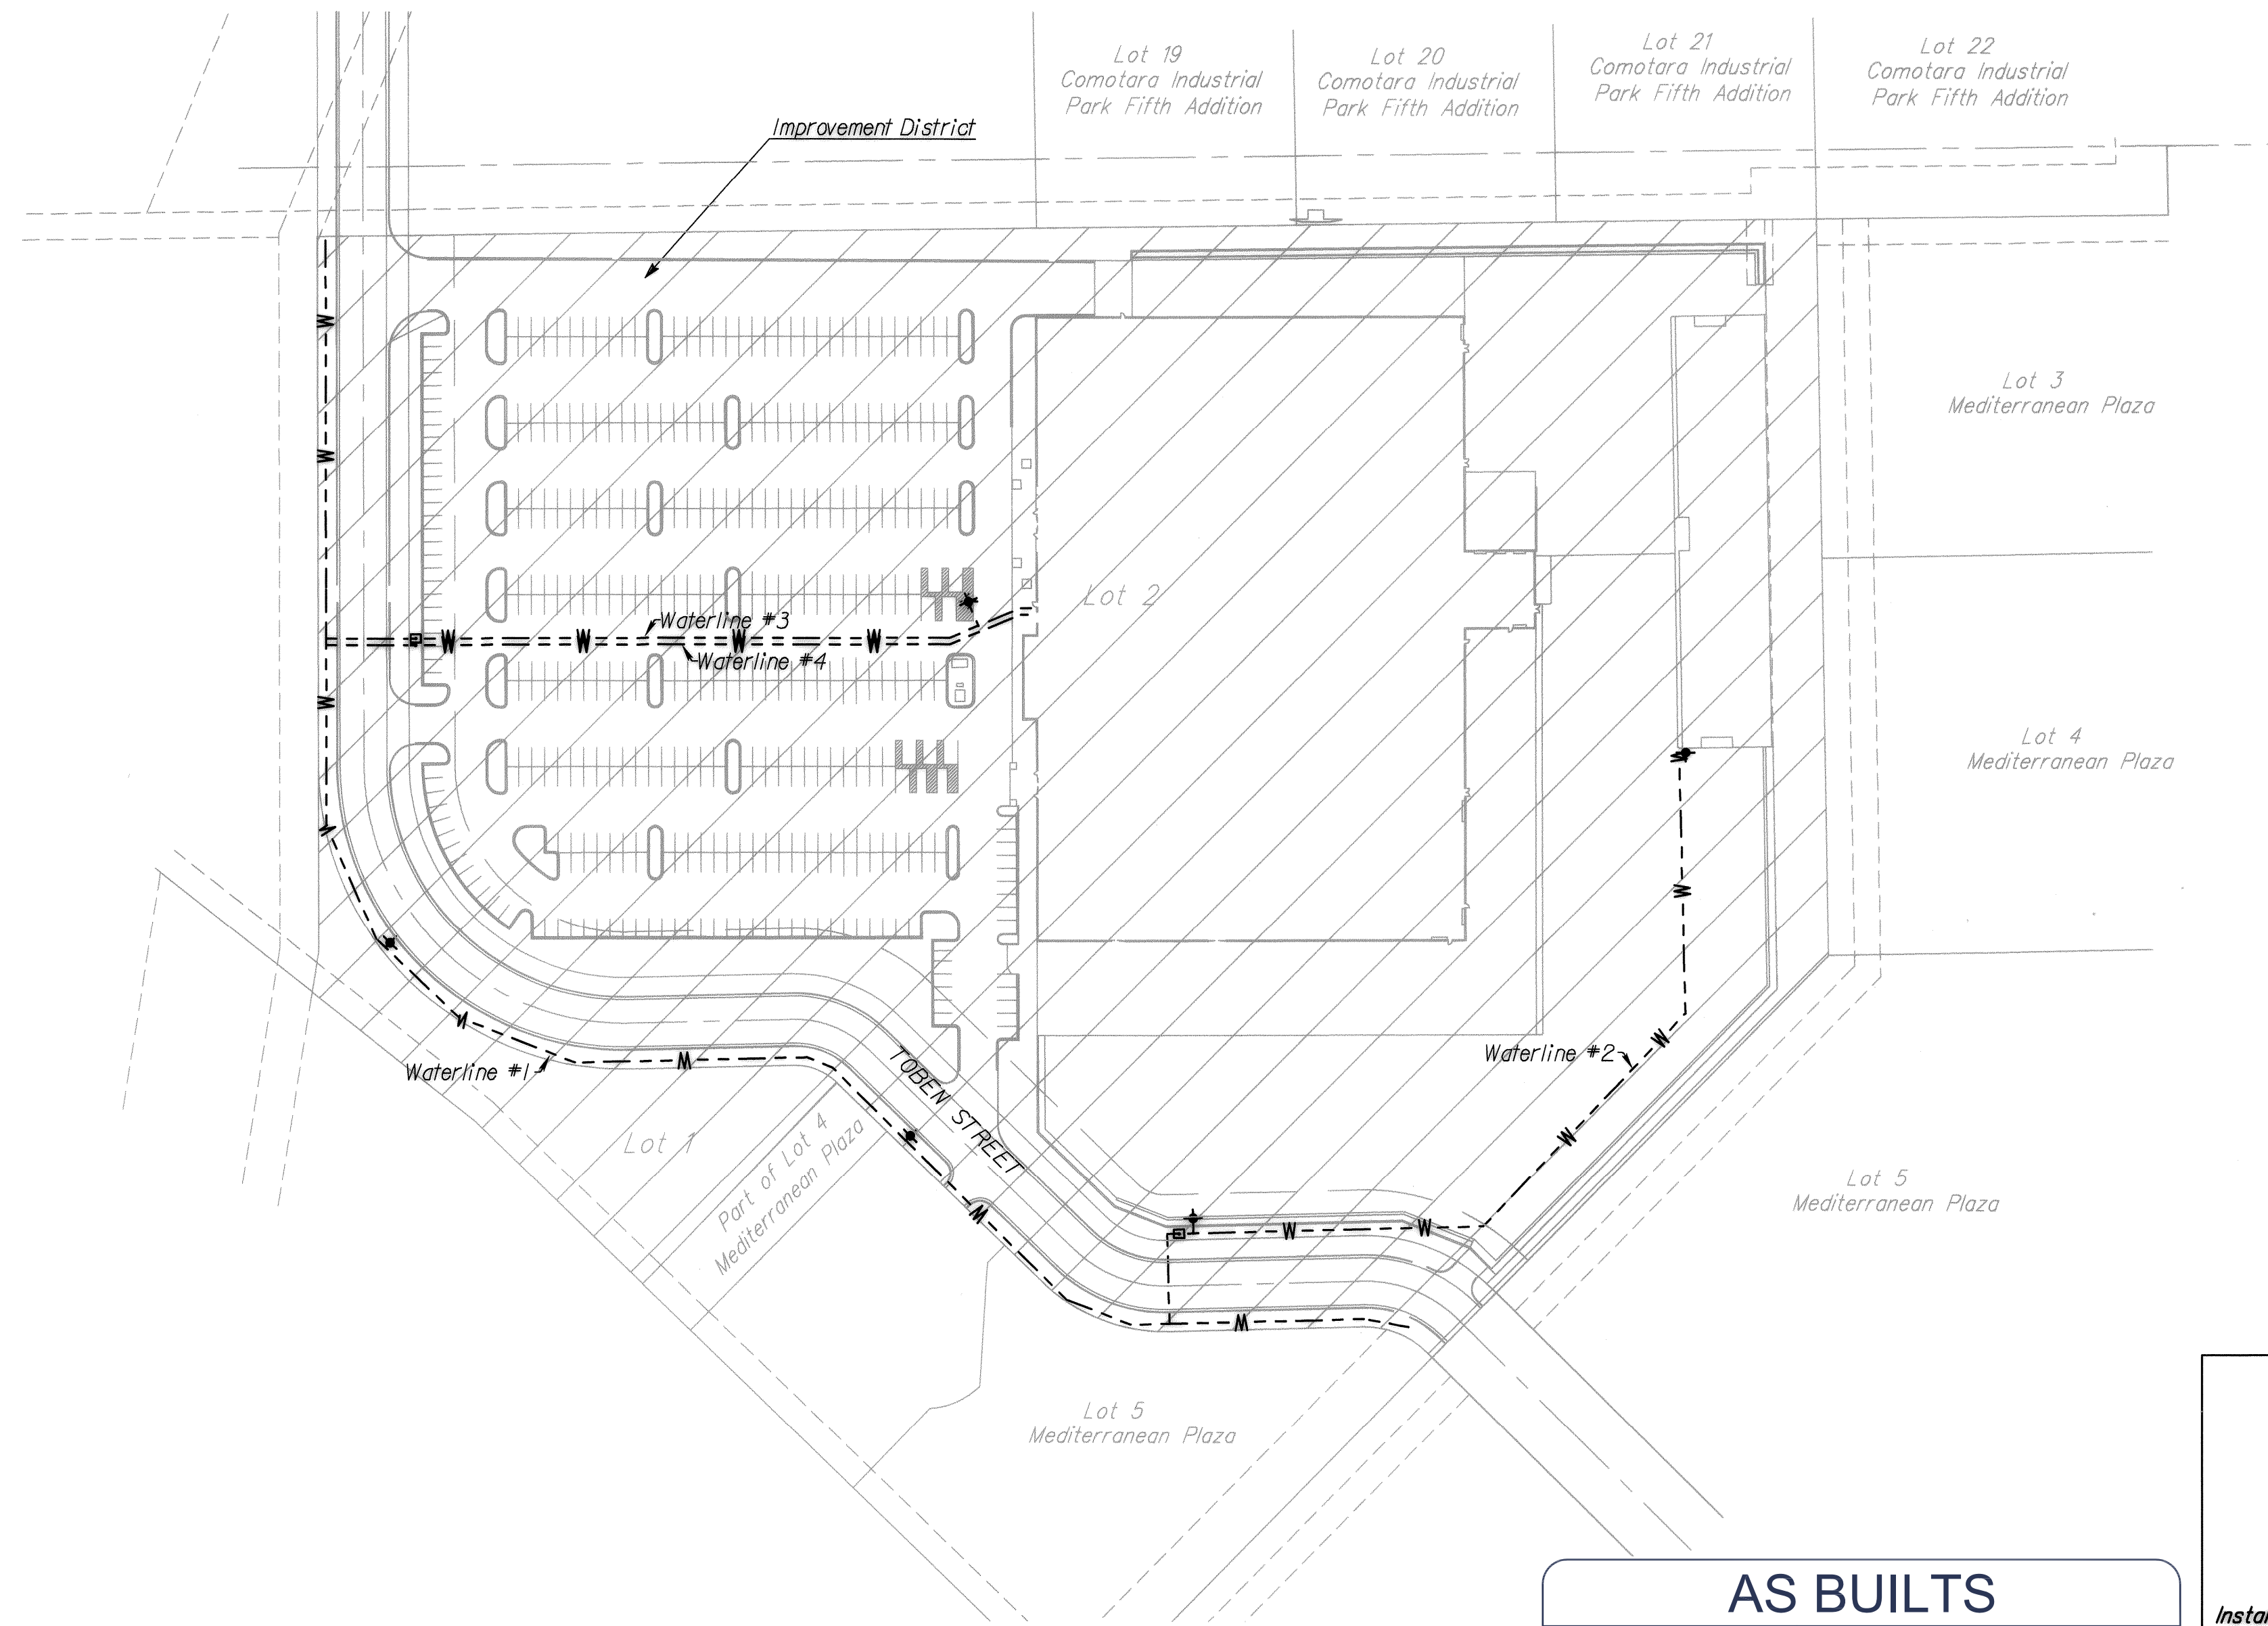 Lot 19
Comotara Industrial
Park Fifth Addition
Lot 20
Comotara Industrial
Park Fifth Addition
Lot 21
Comotara Industrial
Park Fifth Addition
Lot 22
Comotara Industrial
Park Fifth Addition
Improvement District
W
W
Lot 3
Mediterranean Plaza
Lot 2
Waterline #3
W
W
W
W
Waterline #4
W
Lot 4
Mediterranean Plaza
W
W
W
W
W
Waterline #1
W
TOBEN STREET
Waterline #2
W
W
Lot 1
Part of Lot 4
Mediterranean Plaza
Lot 5
Mediterranean Plaza
W
W
W
W
Lot 5
Mediterranean Plaza
AS BUILTS